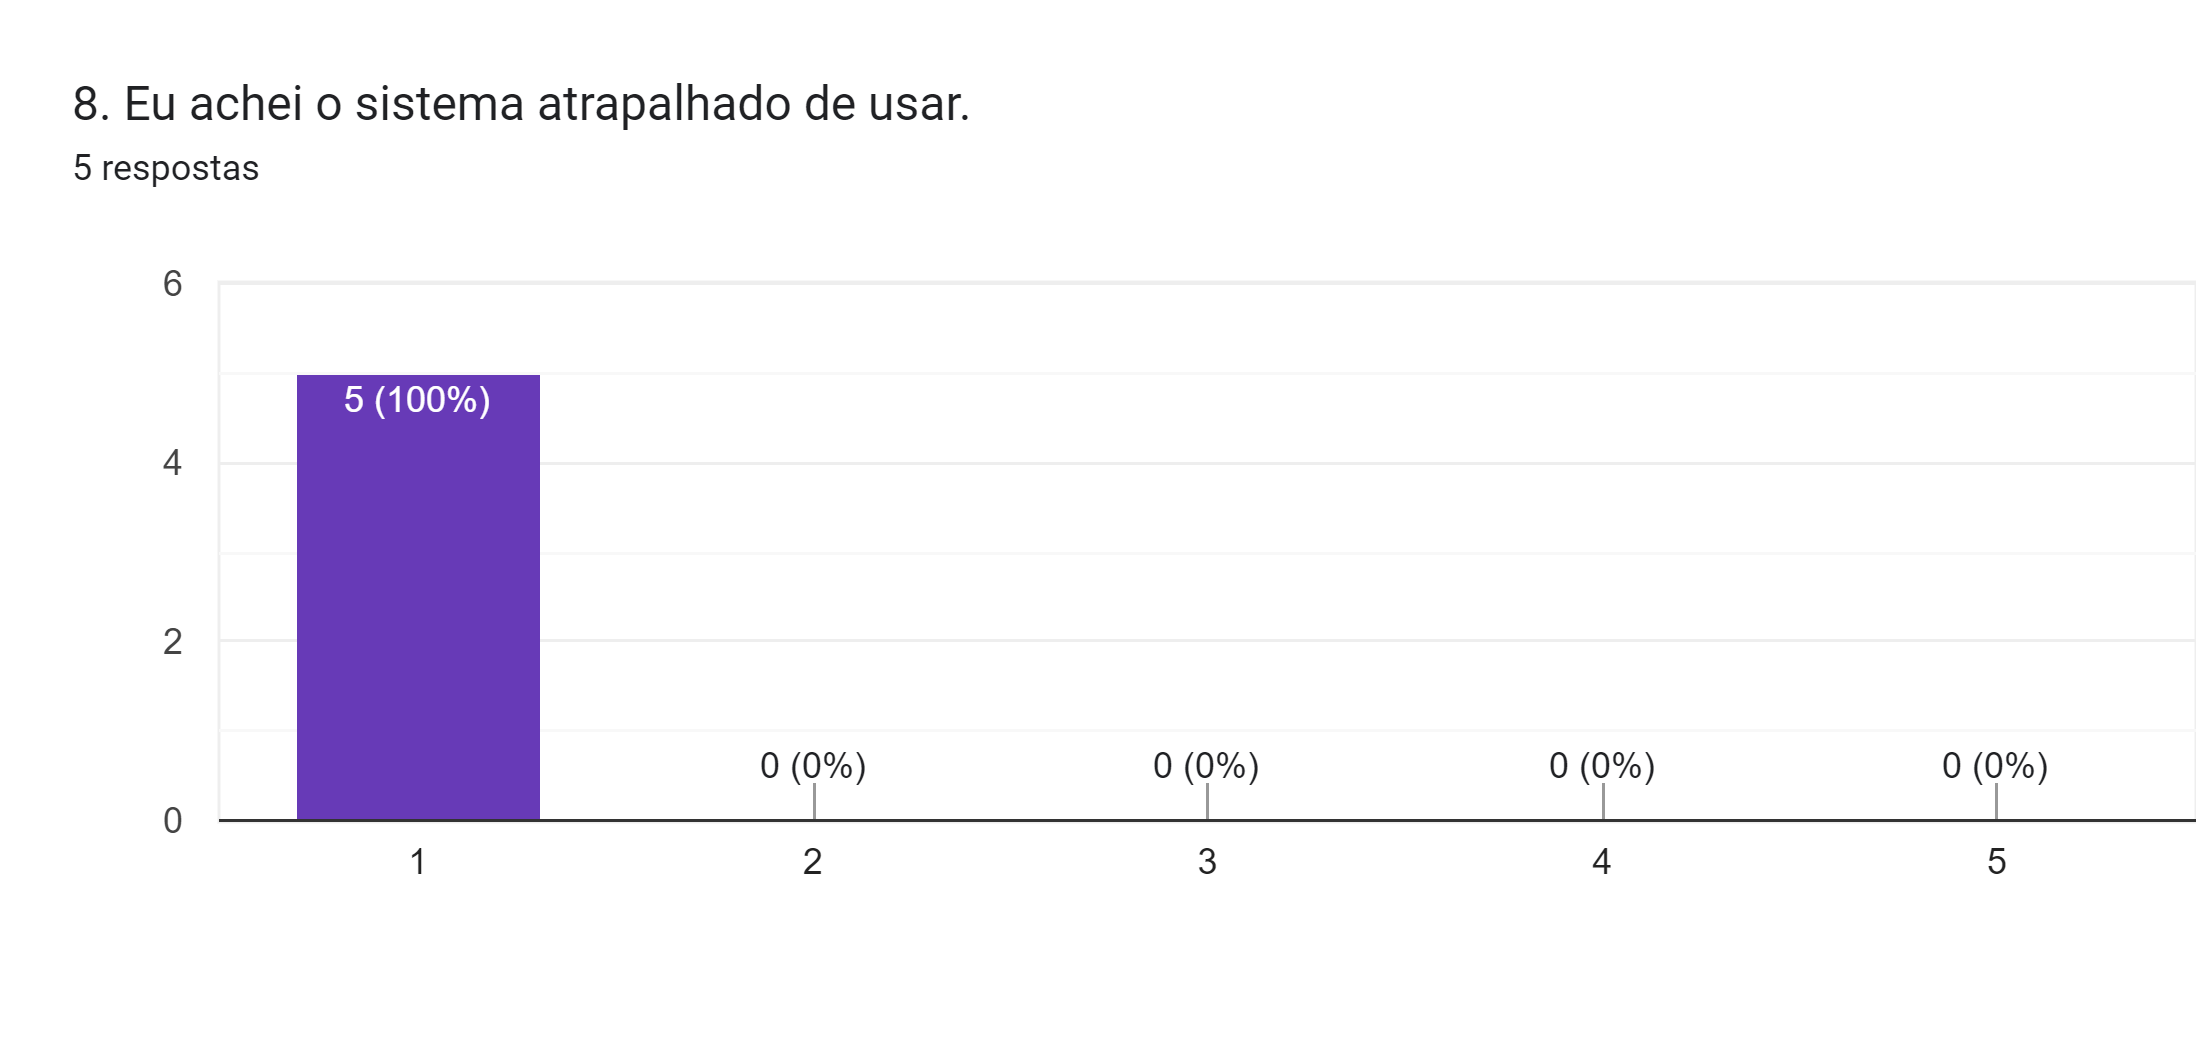 8. Eu achei o sistema atrapalhado de usar.
5 respostas
6
5 (100%)
4
2
0 (0%) 0 (0%) 0 (0%) 0 (0%)
0
1 2 3 4 5